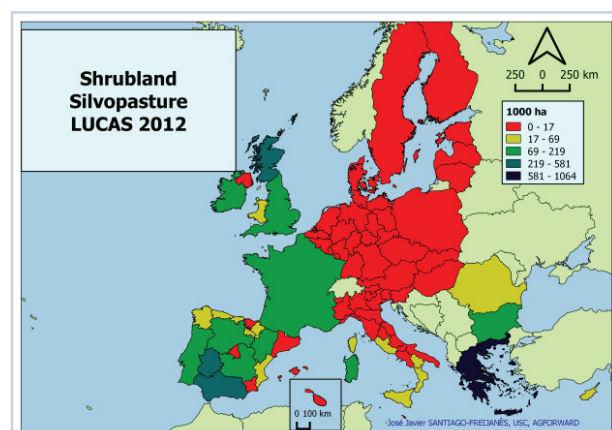 Shrubland
Silvopasture
LUCAS 2012
250 0 250 km
1000 ha
0 - 17
17 - 69
69 - 219
219 - 581
581 - 1064
0 100 km
José Javier SANTIAGO-FREIJANÉS, USC, AGFORWARD